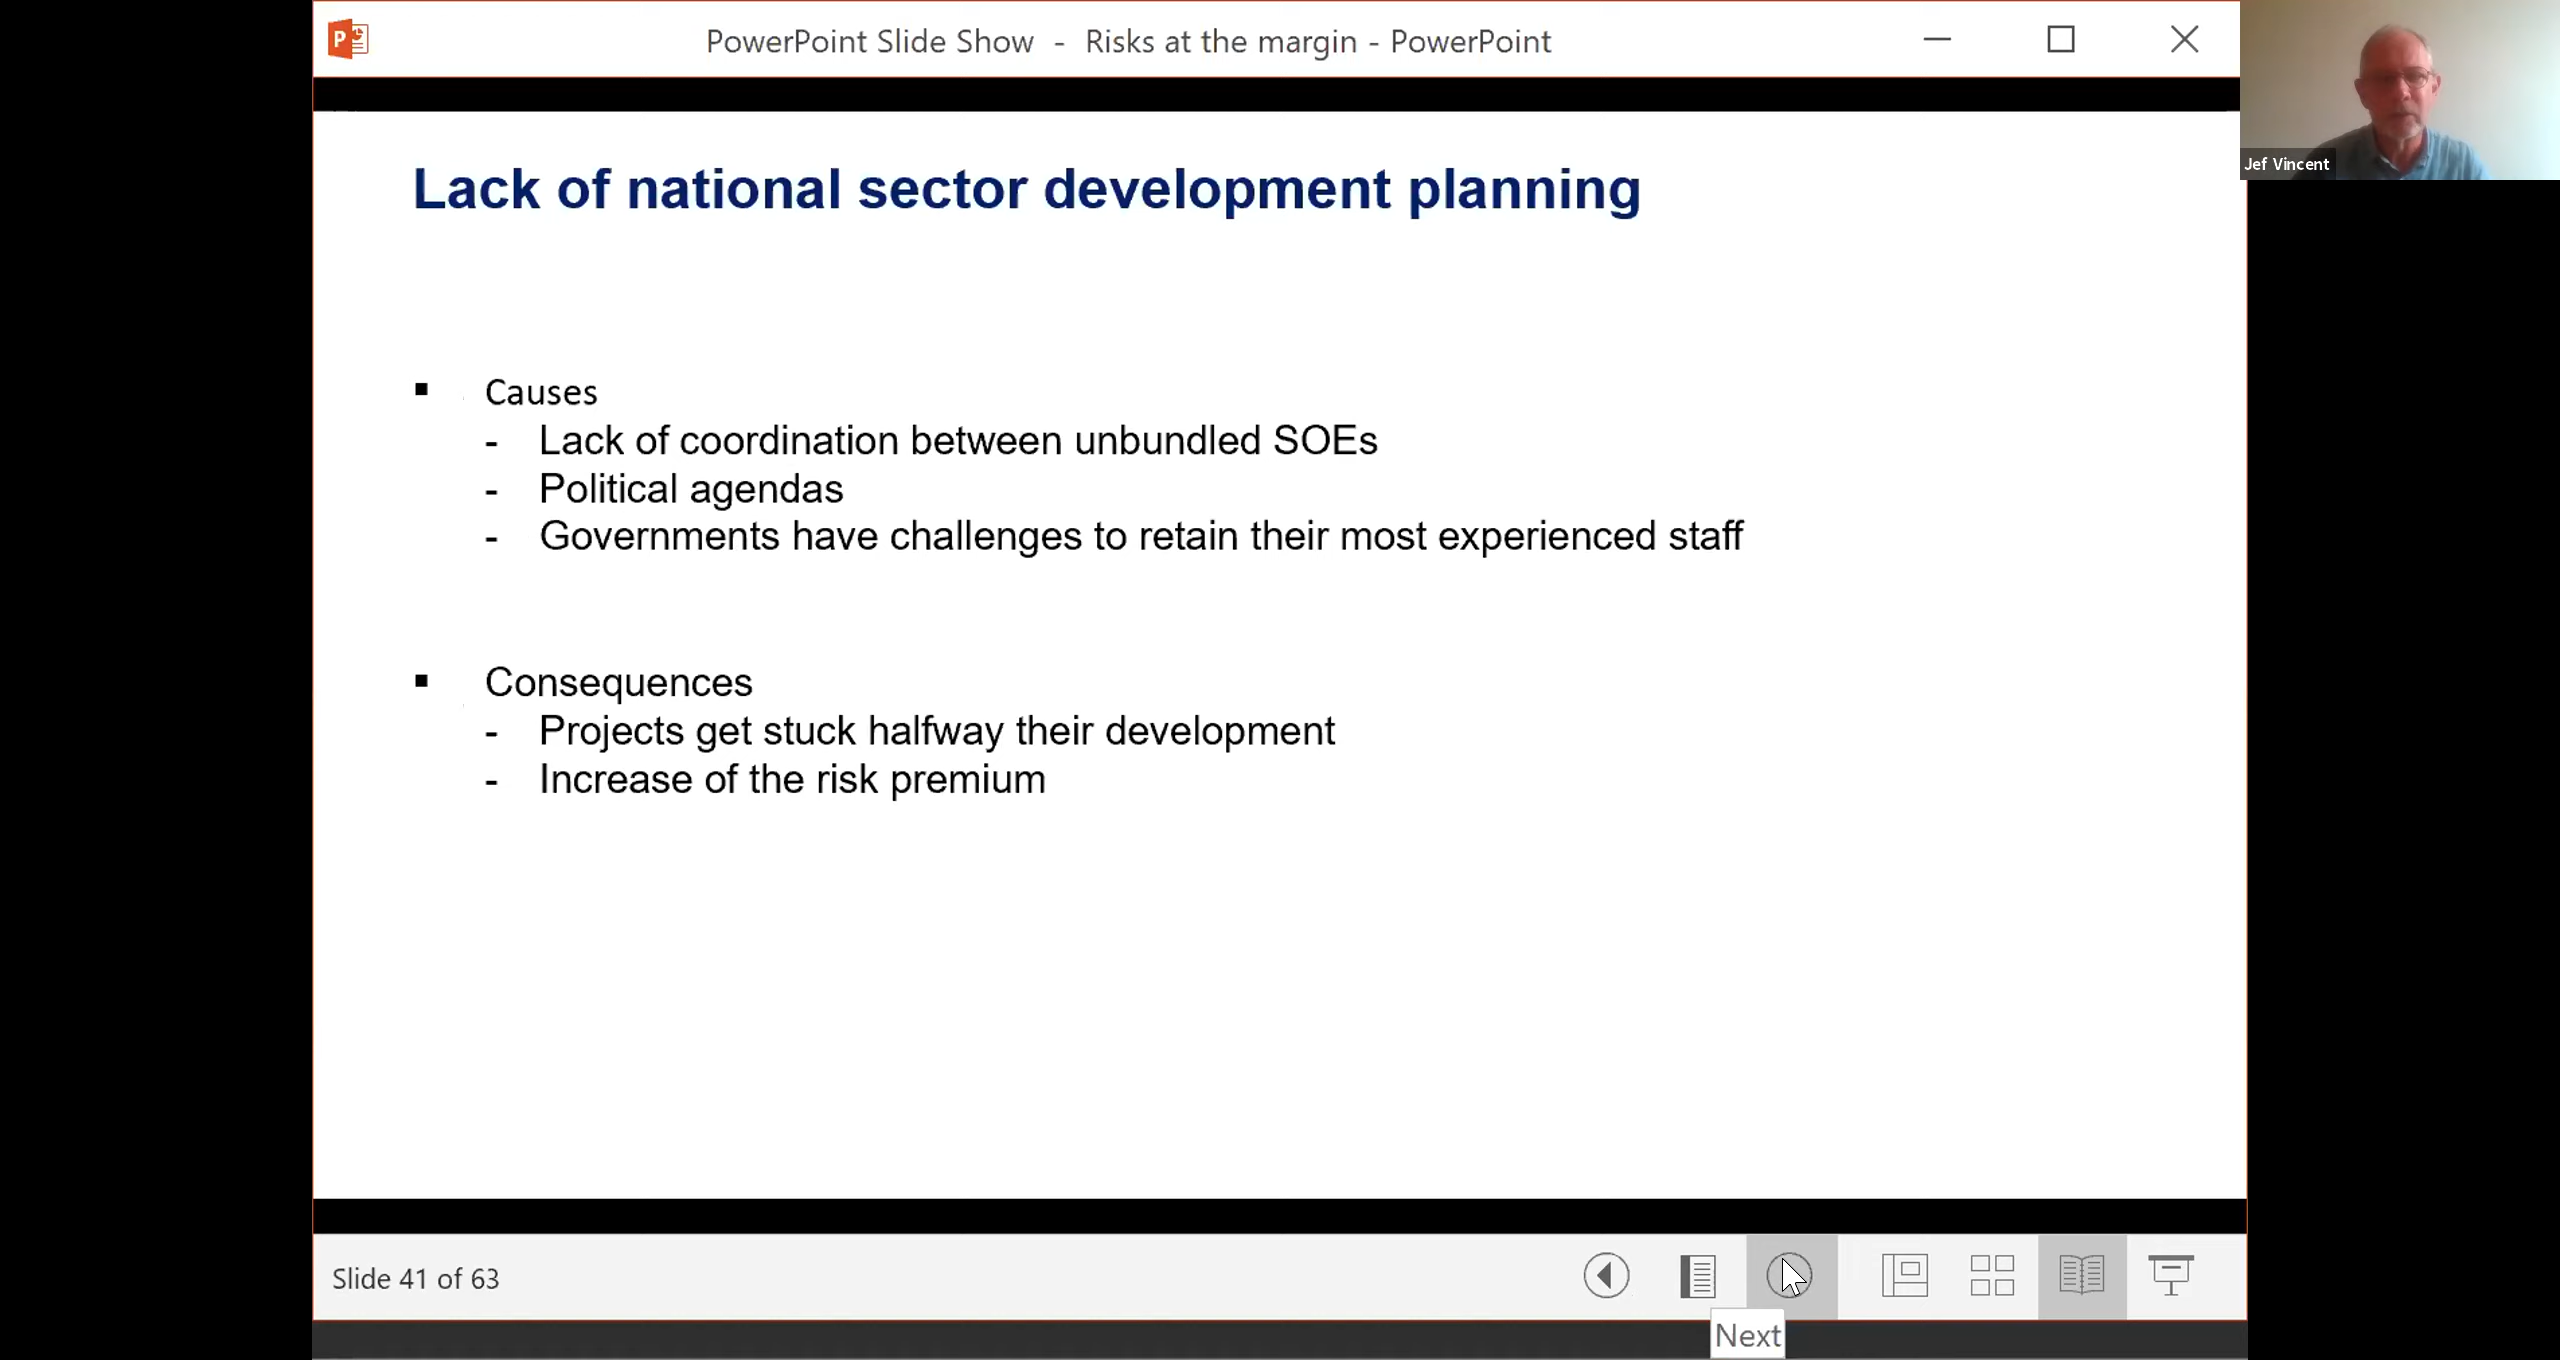 PowerPoint Slide Show - Risks at the margin - PowerPoint
Jef Vincent
Lack of national sector development planning
▪ Causes
- Lack of coordination between unbundled SOEs
- Political agendas
- Governments have challenges to retain their most experienced staff
▪ Consequences
- Projects get stuck halfway their development
- Increase of the risk premium
Slide 41 of 63
Next